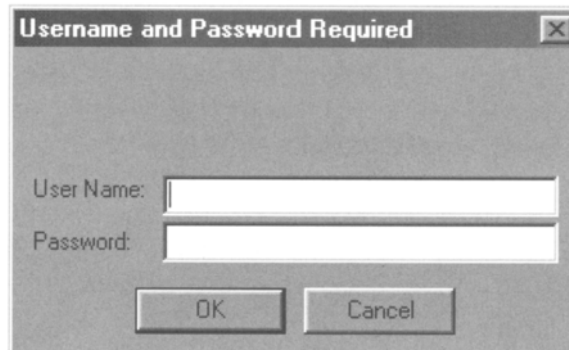 Username and Password Required
User Name:
Password:
OK
Cancel